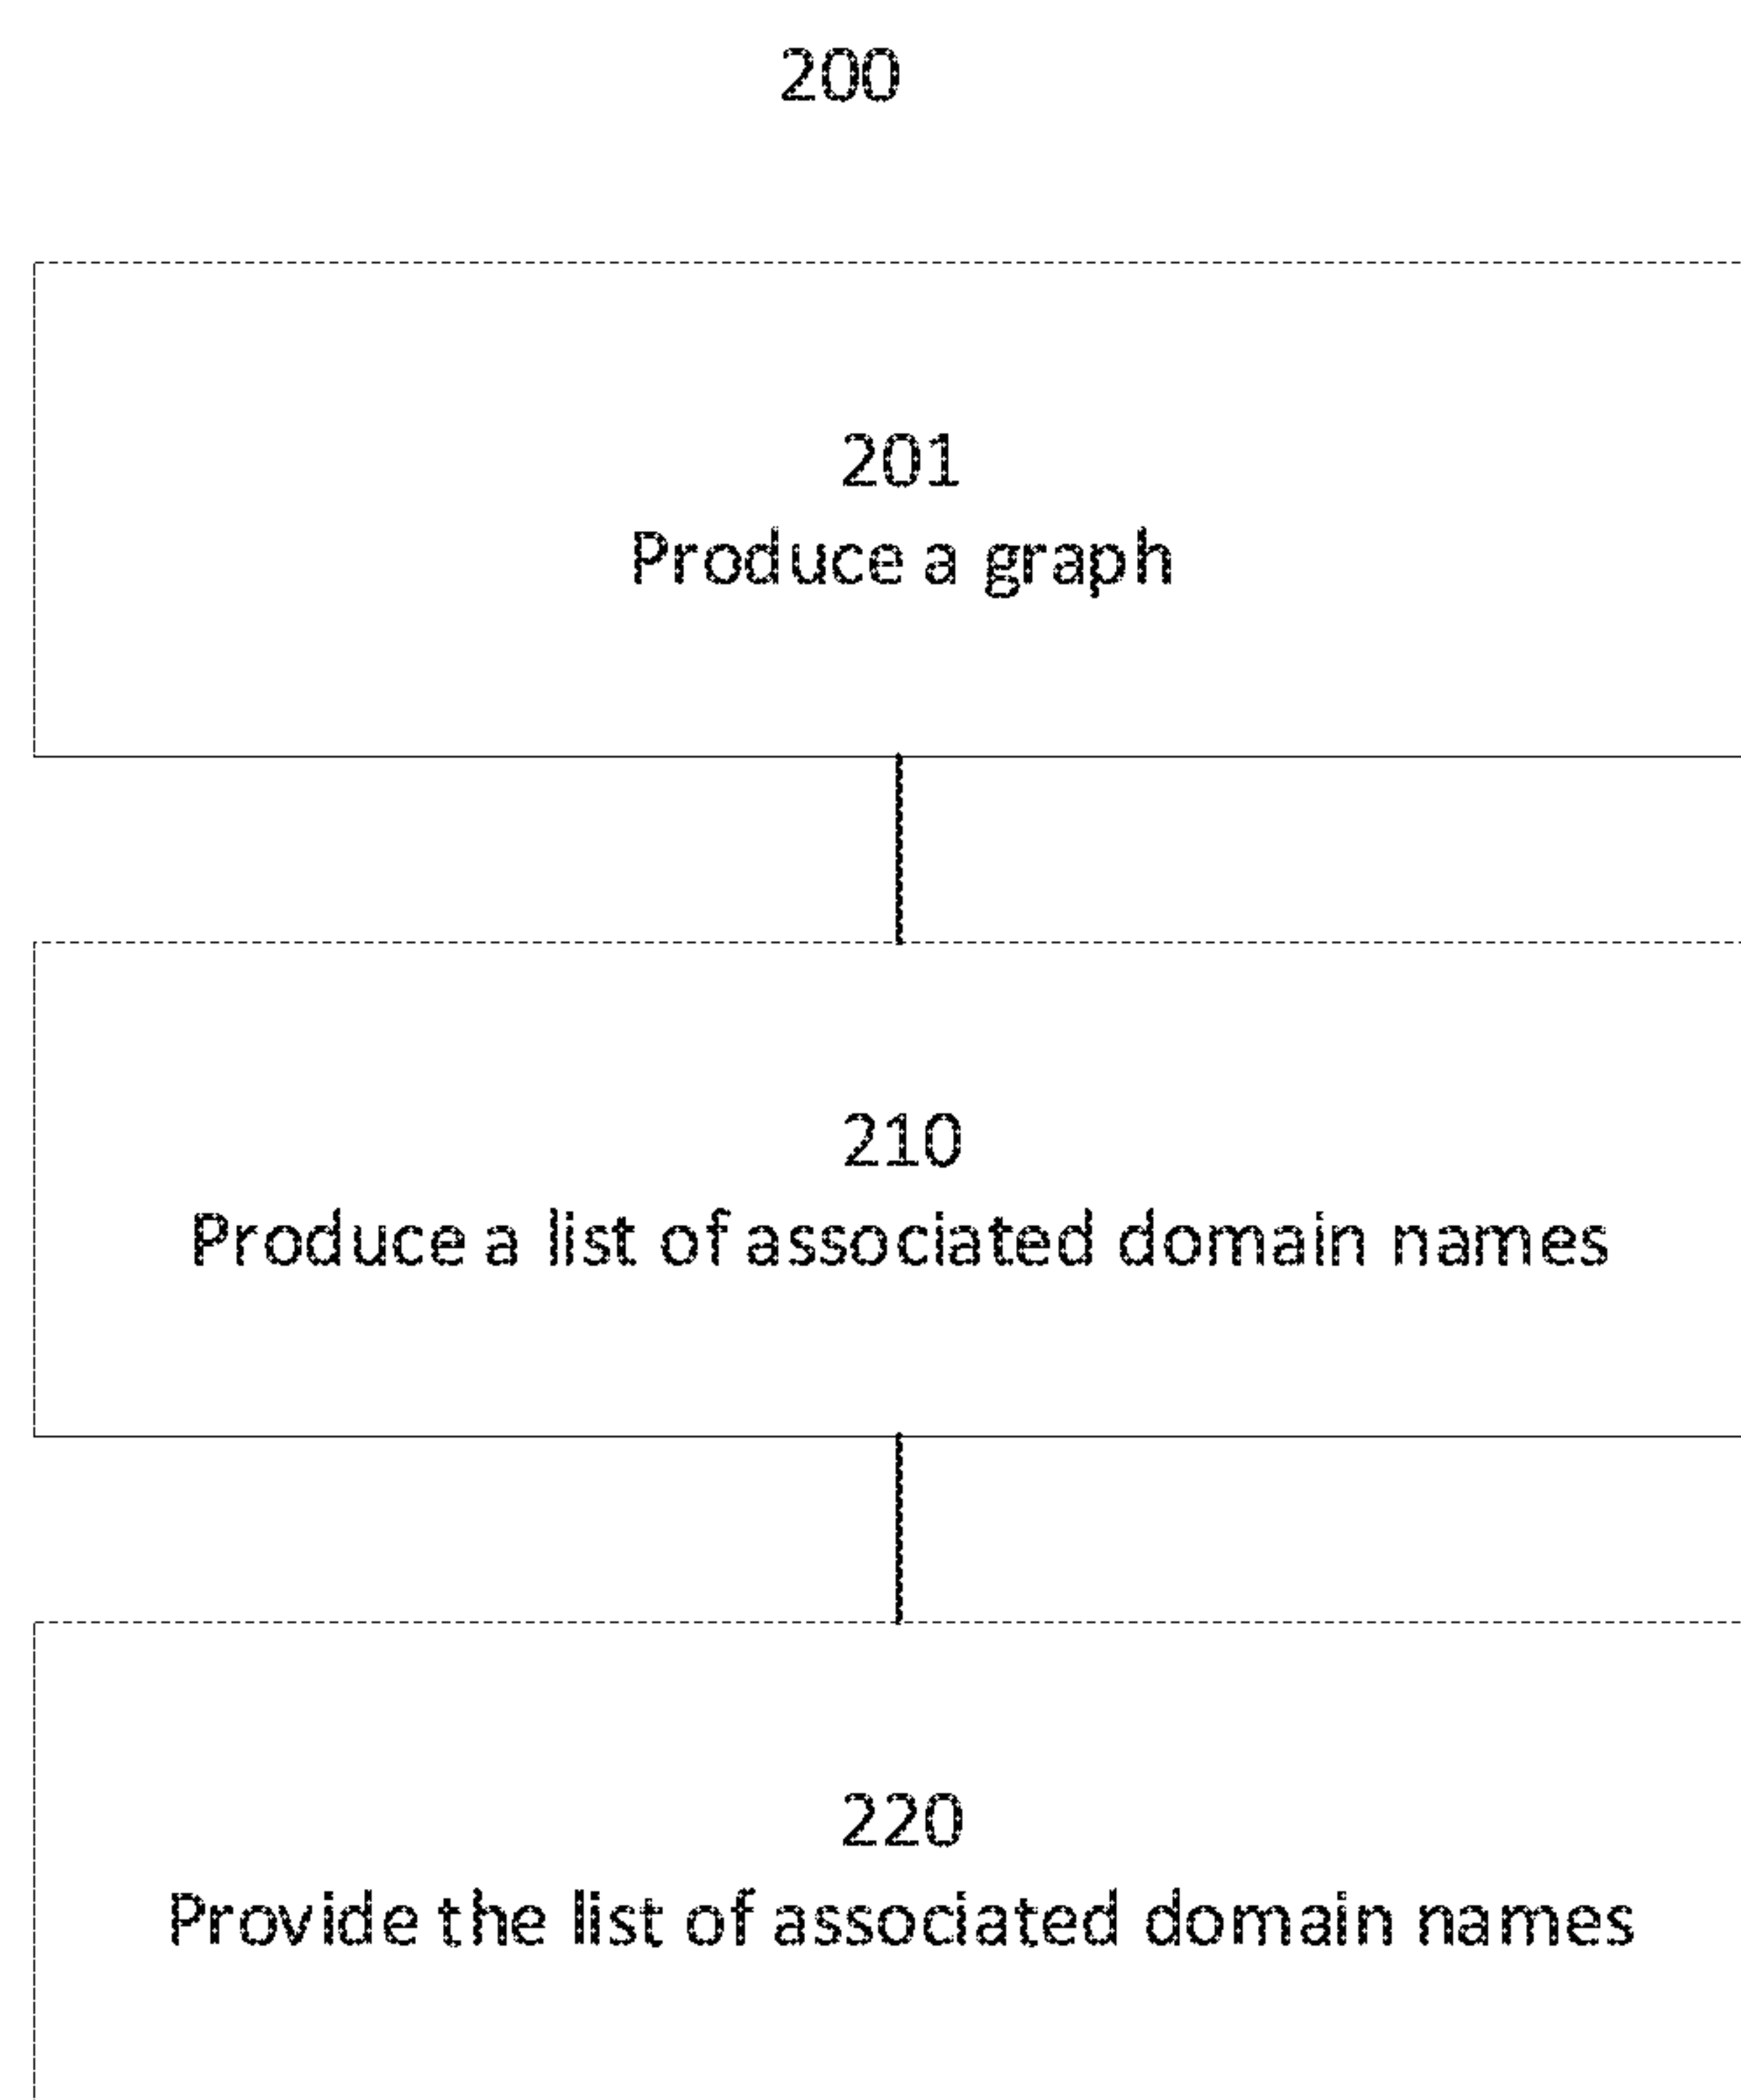 200
201
Produce a graph
210
Produce a list of associated domain names
220
Provide the list of associated domain names